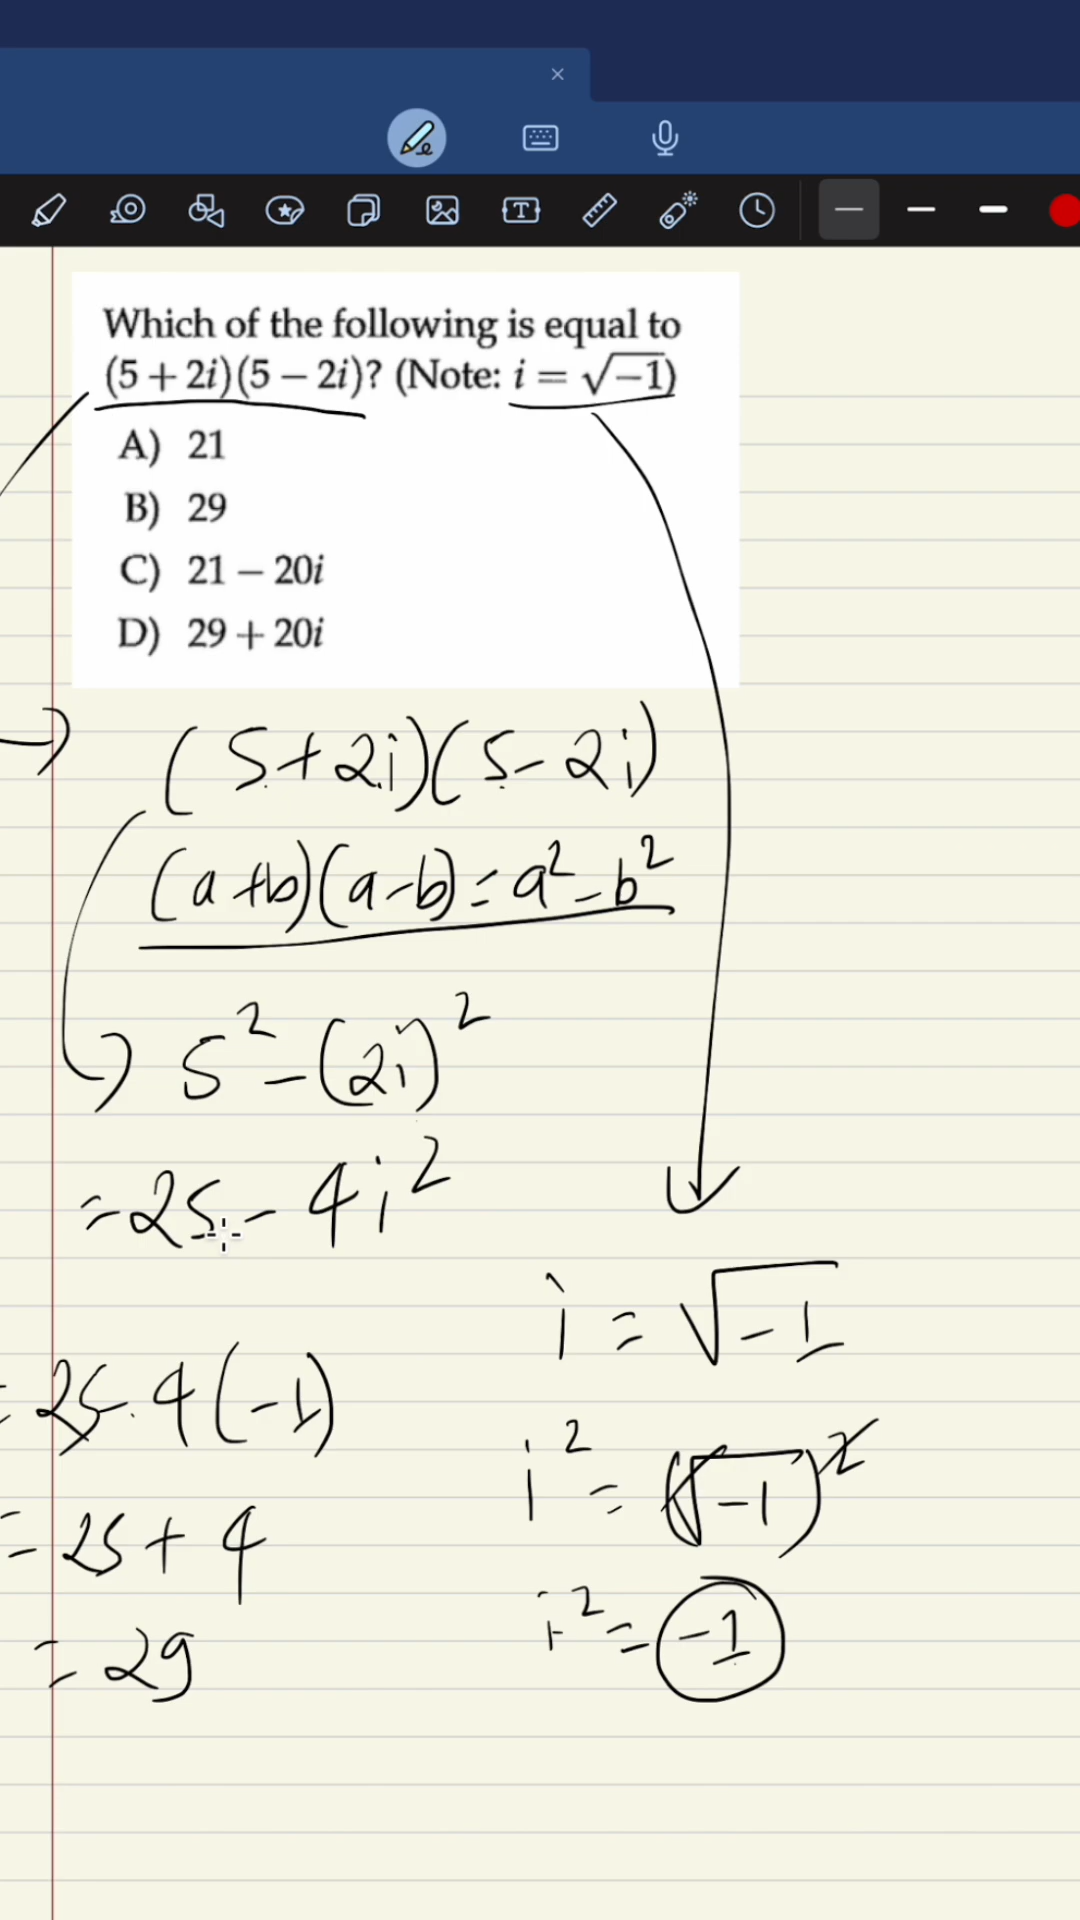 Which of the following is equal to
(5 + 2i)(5 − 2i)? (Note: i = √−1)
A) 21
B) 29
C) 21 − 20i
D) 29 + 20i
(5+2i)(5-2i)
(a+b)(a-b)=a²-b²
5²-(2i)²
=25-4i²
i=√-1
=25-4(-1)
i²=(√-1)²
=25+4
i²=-1
=29